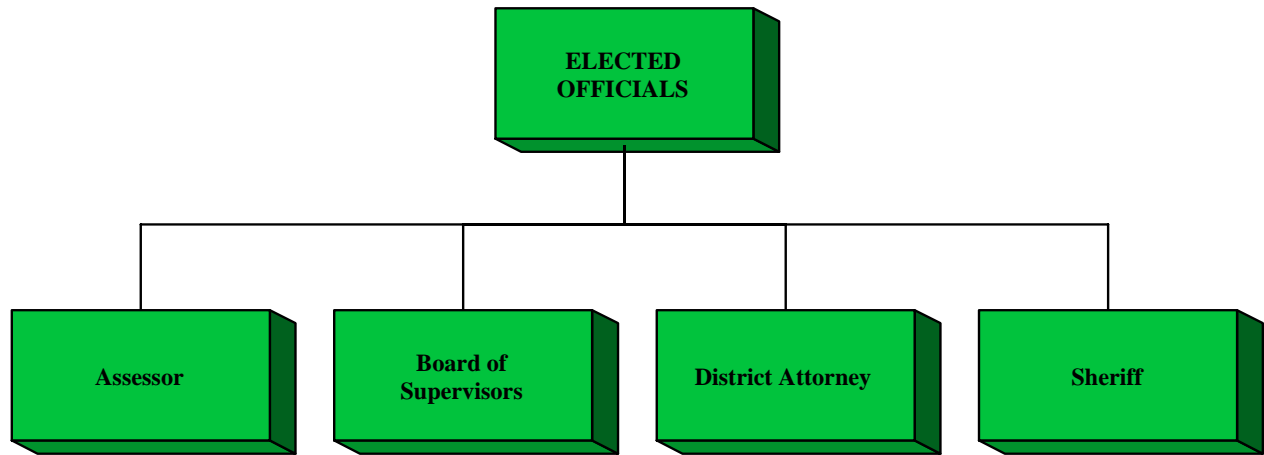 ELECTED
OFFICIALS
Assessor
Board of
Supervisors
District Attorney
Sheriff